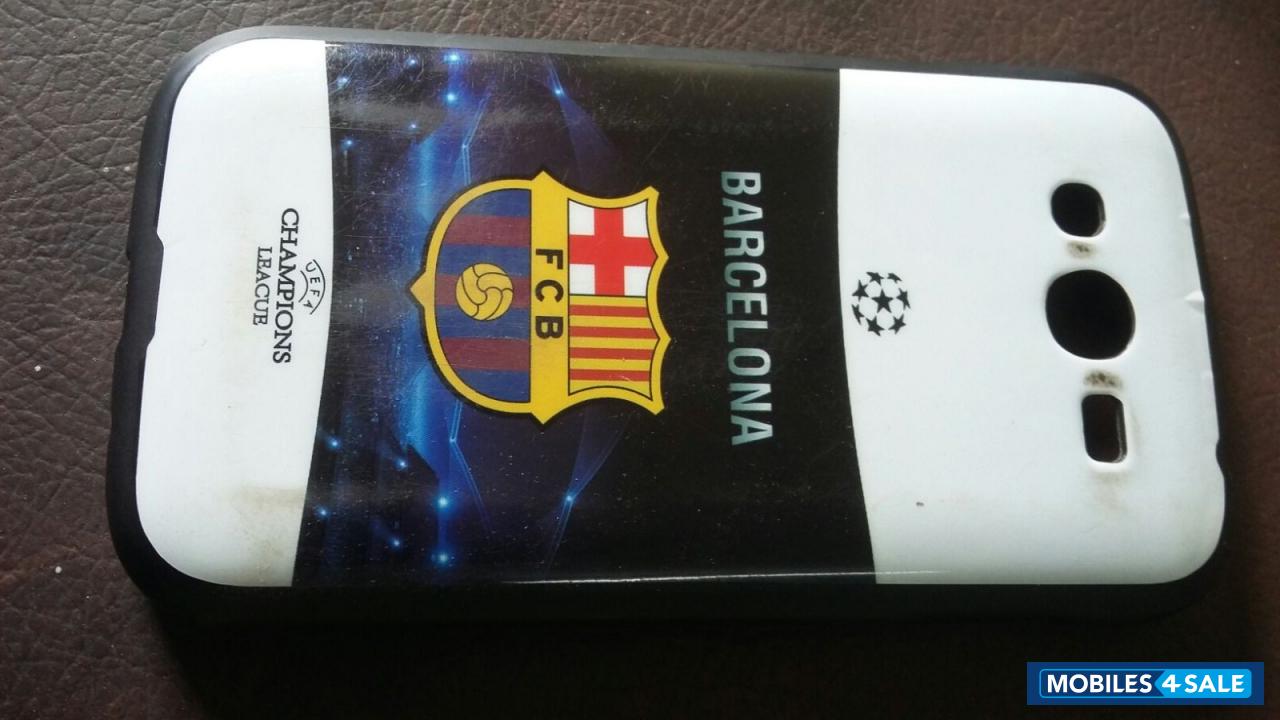 BARCELONA
FCB
UEFA
CHAMPIONS
LEAGUE
MOBILES 4 SALE